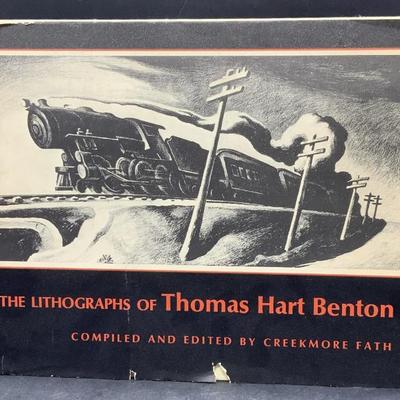 THE LITHOGRAPHS OF Thomas Hart Benton
COMPILED AND EDITED BY CREEKMORE FATH